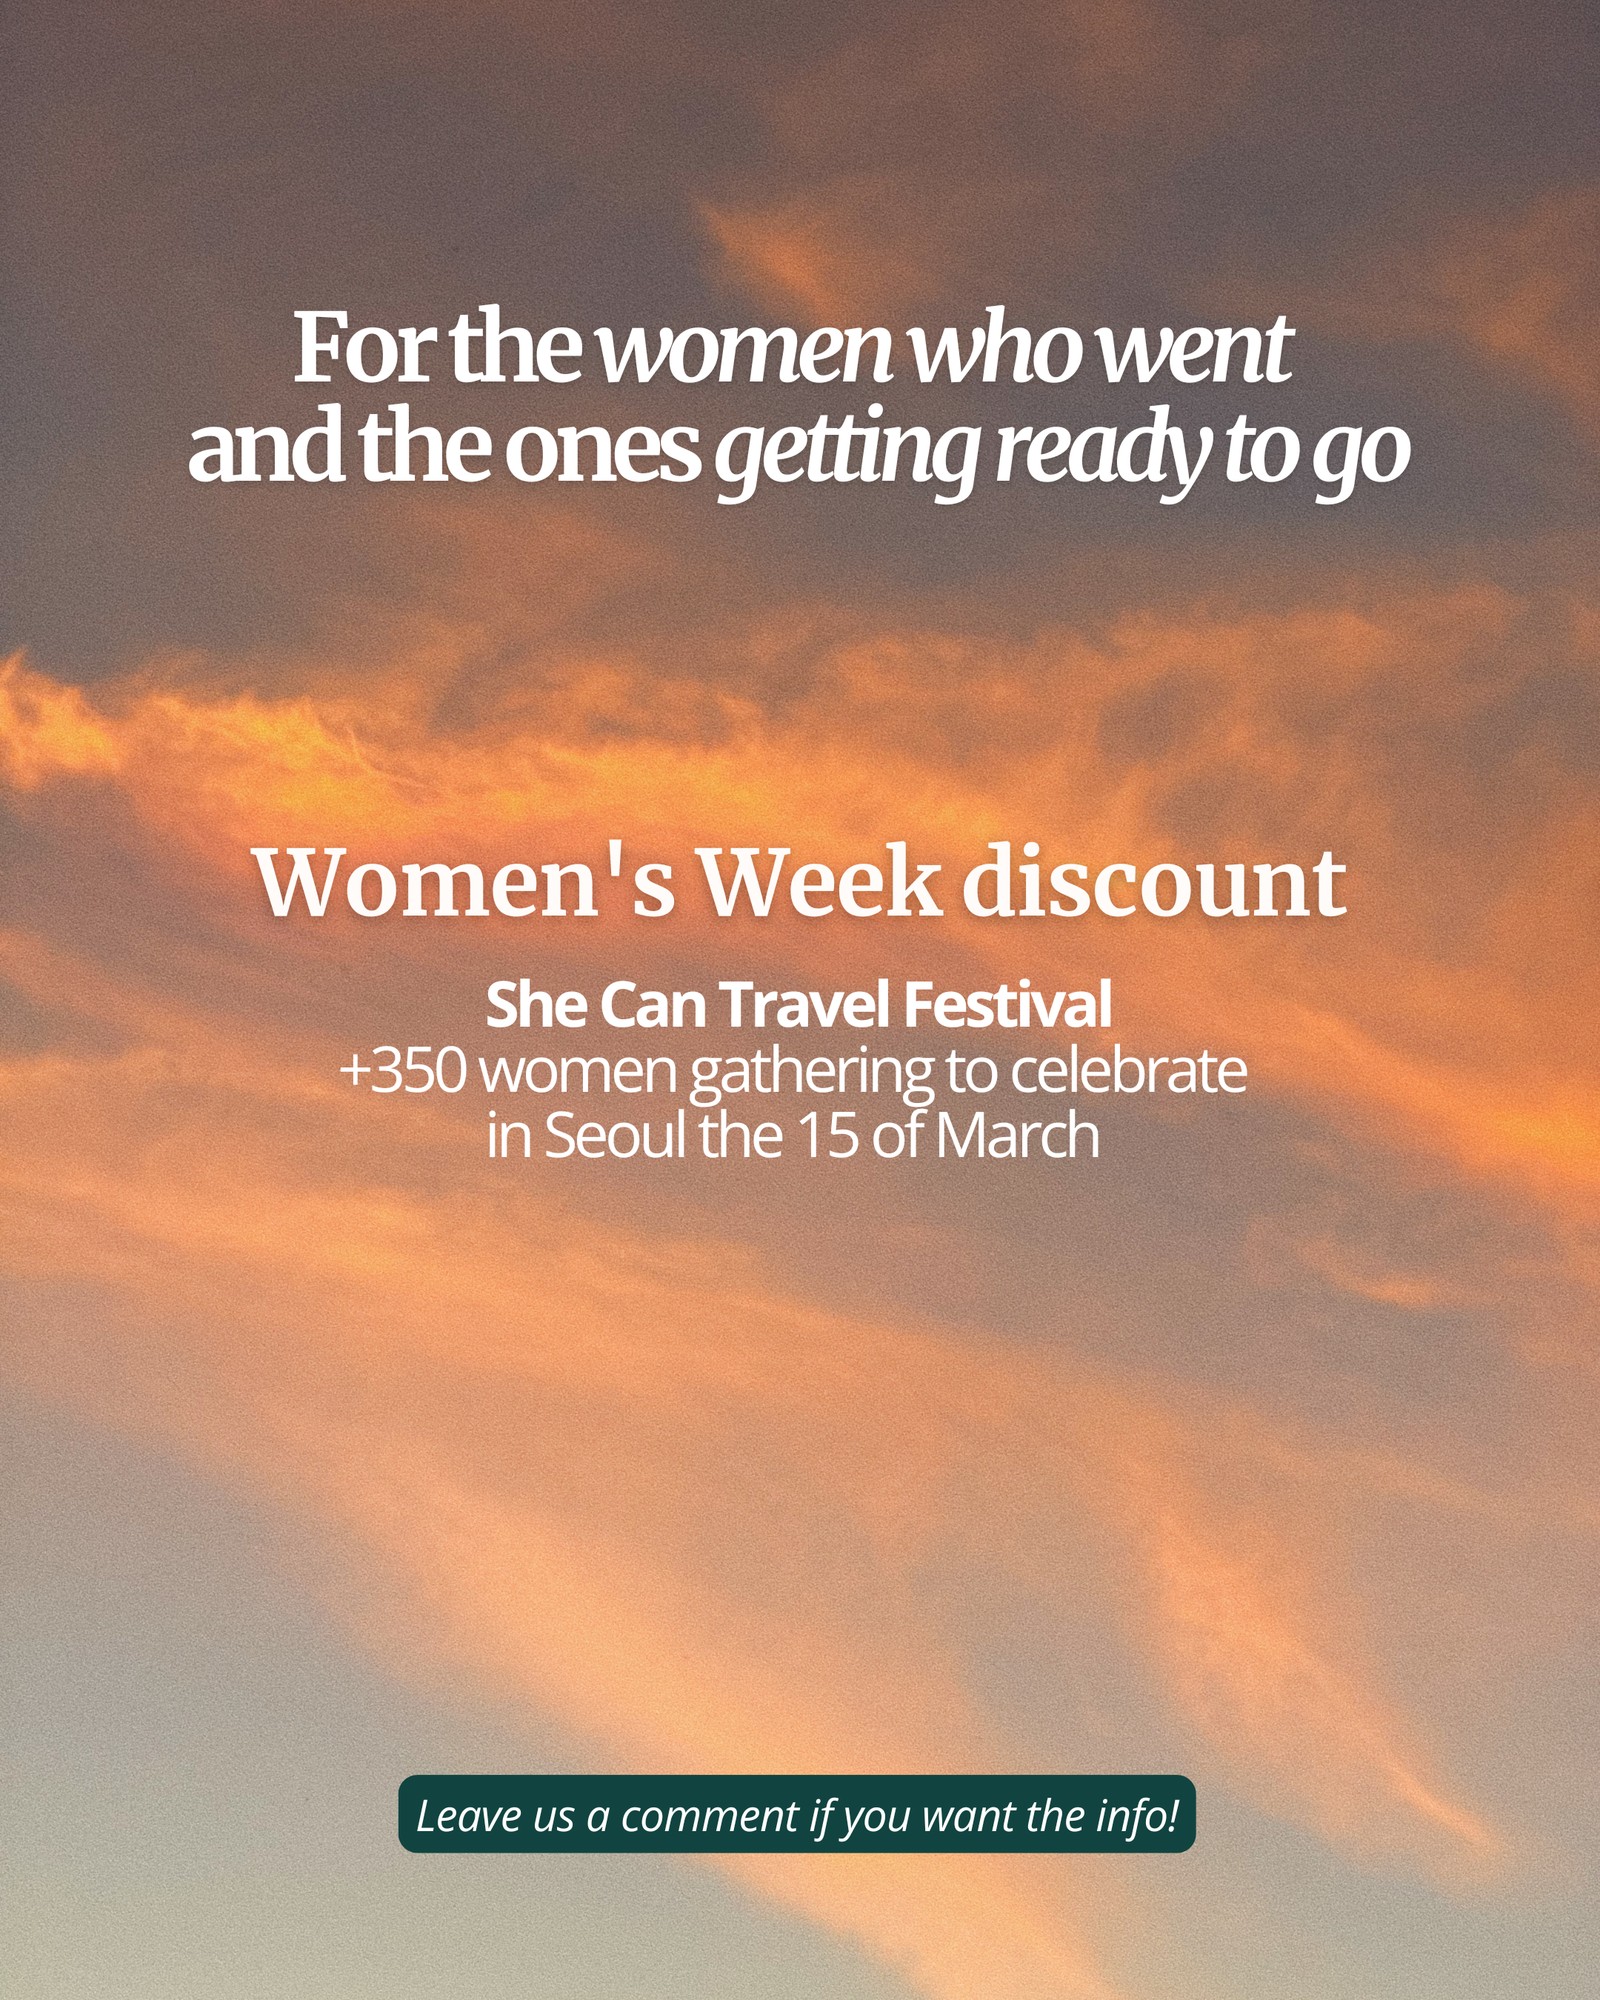 For the women who went
and the ones getting ready to go
Women's Week discount
She Can Travel Festival
+350 women gathering to celebrate
in Seoul the 15 of March
Leave us a comment if you want the info!